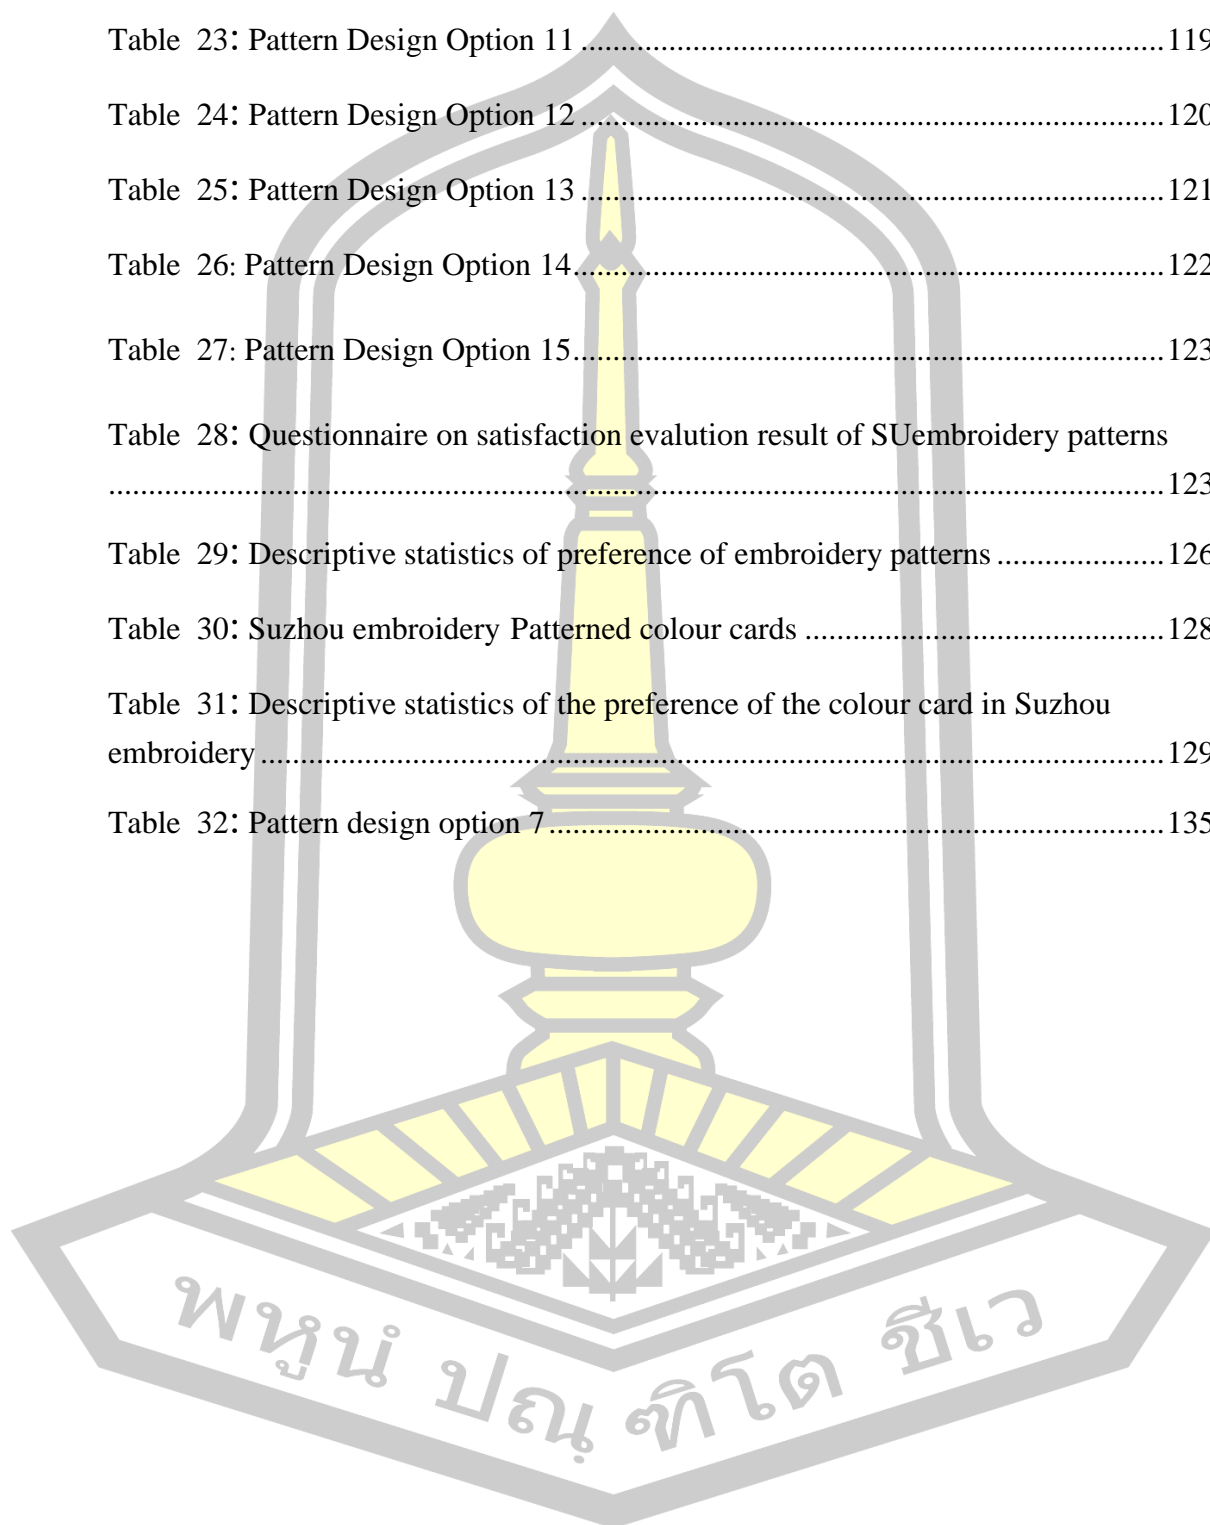 Table 23: Pattern Design Option 11 ........................................................................ 119
Table 24: Pattern Design Option 12 ........................................................................ 120
Table 25: Pattern Design Option 13 ........................................................................ 121
Table 26: Pattern Design Option 14 ........................................................................ 122
Table 27: Pattern Design Option 15 ........................................................................ 123
Table 28: Questionnaire on satisfaction evalution result of SUembroidery patterns
........................................................................ 123
Table 29: Descriptive statistics of preference of embroidery patterns ..................... 126
Table 30: Suzhou embroidery Patterned colour cards ............................................. 128
Table 31: Descriptive statistics of the preference of the colour card in Suzhou
embroidery ........................................................................ 129
Table 32: Pattern design option 7 ........................................................................ 135
พหูนํ ปณฺฑิโต ชีเว